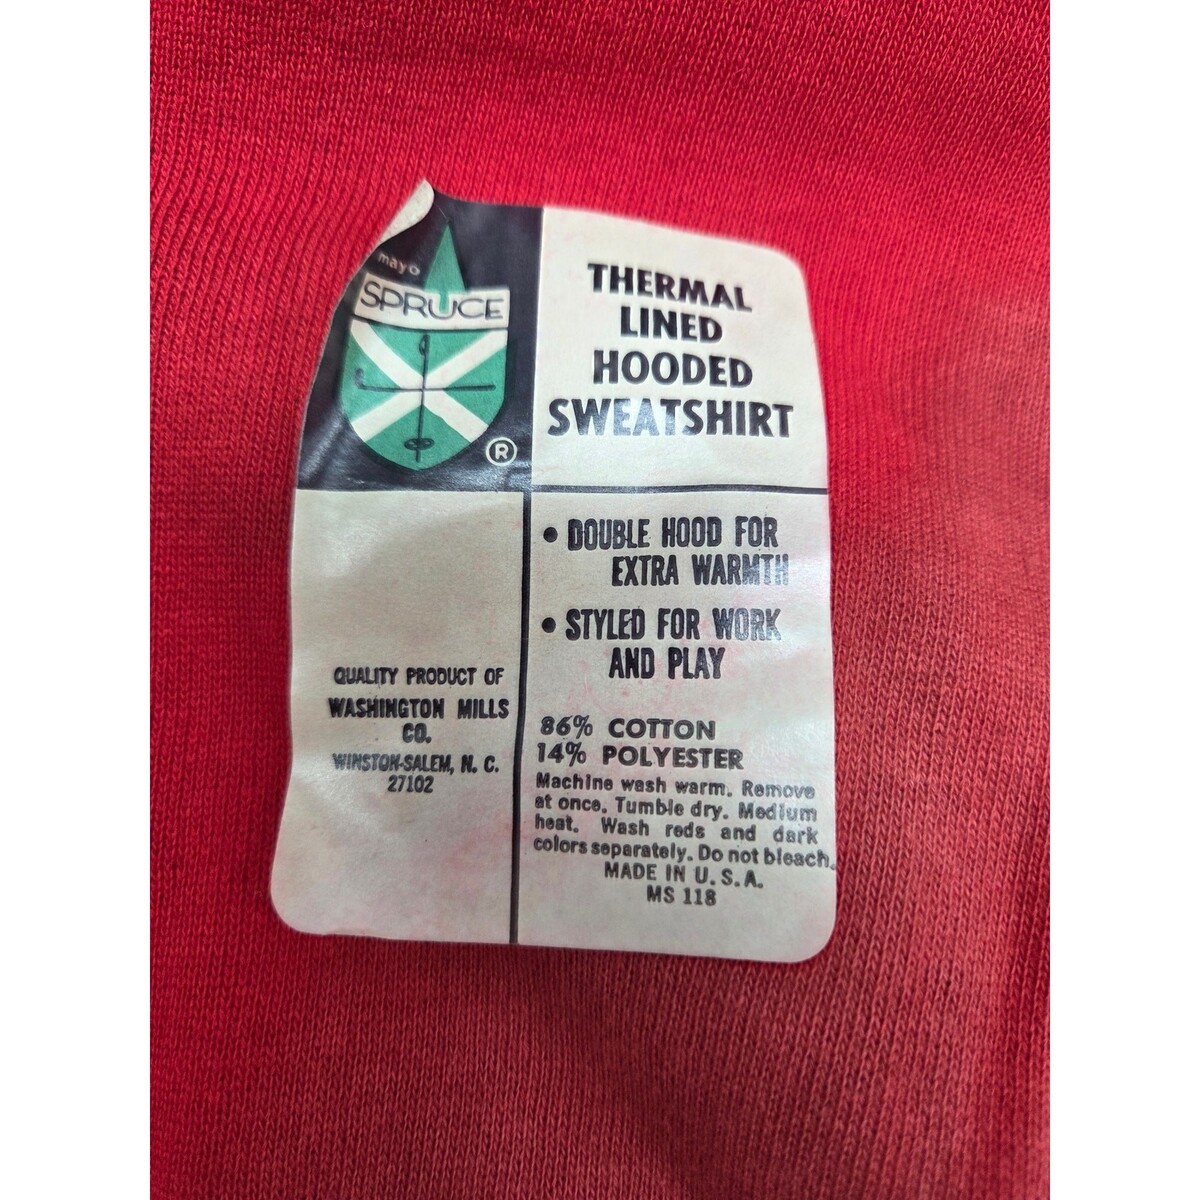 mayo
SPRUCE
®
THERMAL
LINED
HOODED
SWEATSHIRT
• DOUBLE HOOD FOR
EXTRA WARMTH
• STYLED FOR WORK
AND PLAY
QUALITY PRODUCT OF
WASHINGTON MILLS
CO.
WINSTON-SALEM, N. C.
27102
86% COTTON
14% POLYESTER
Machine wash warm. Remove
at once. Tumble dry. Medium
heat. Wash reds and dark
colors separately. Do not bleach.
MADE IN U. S. A.
MS 118